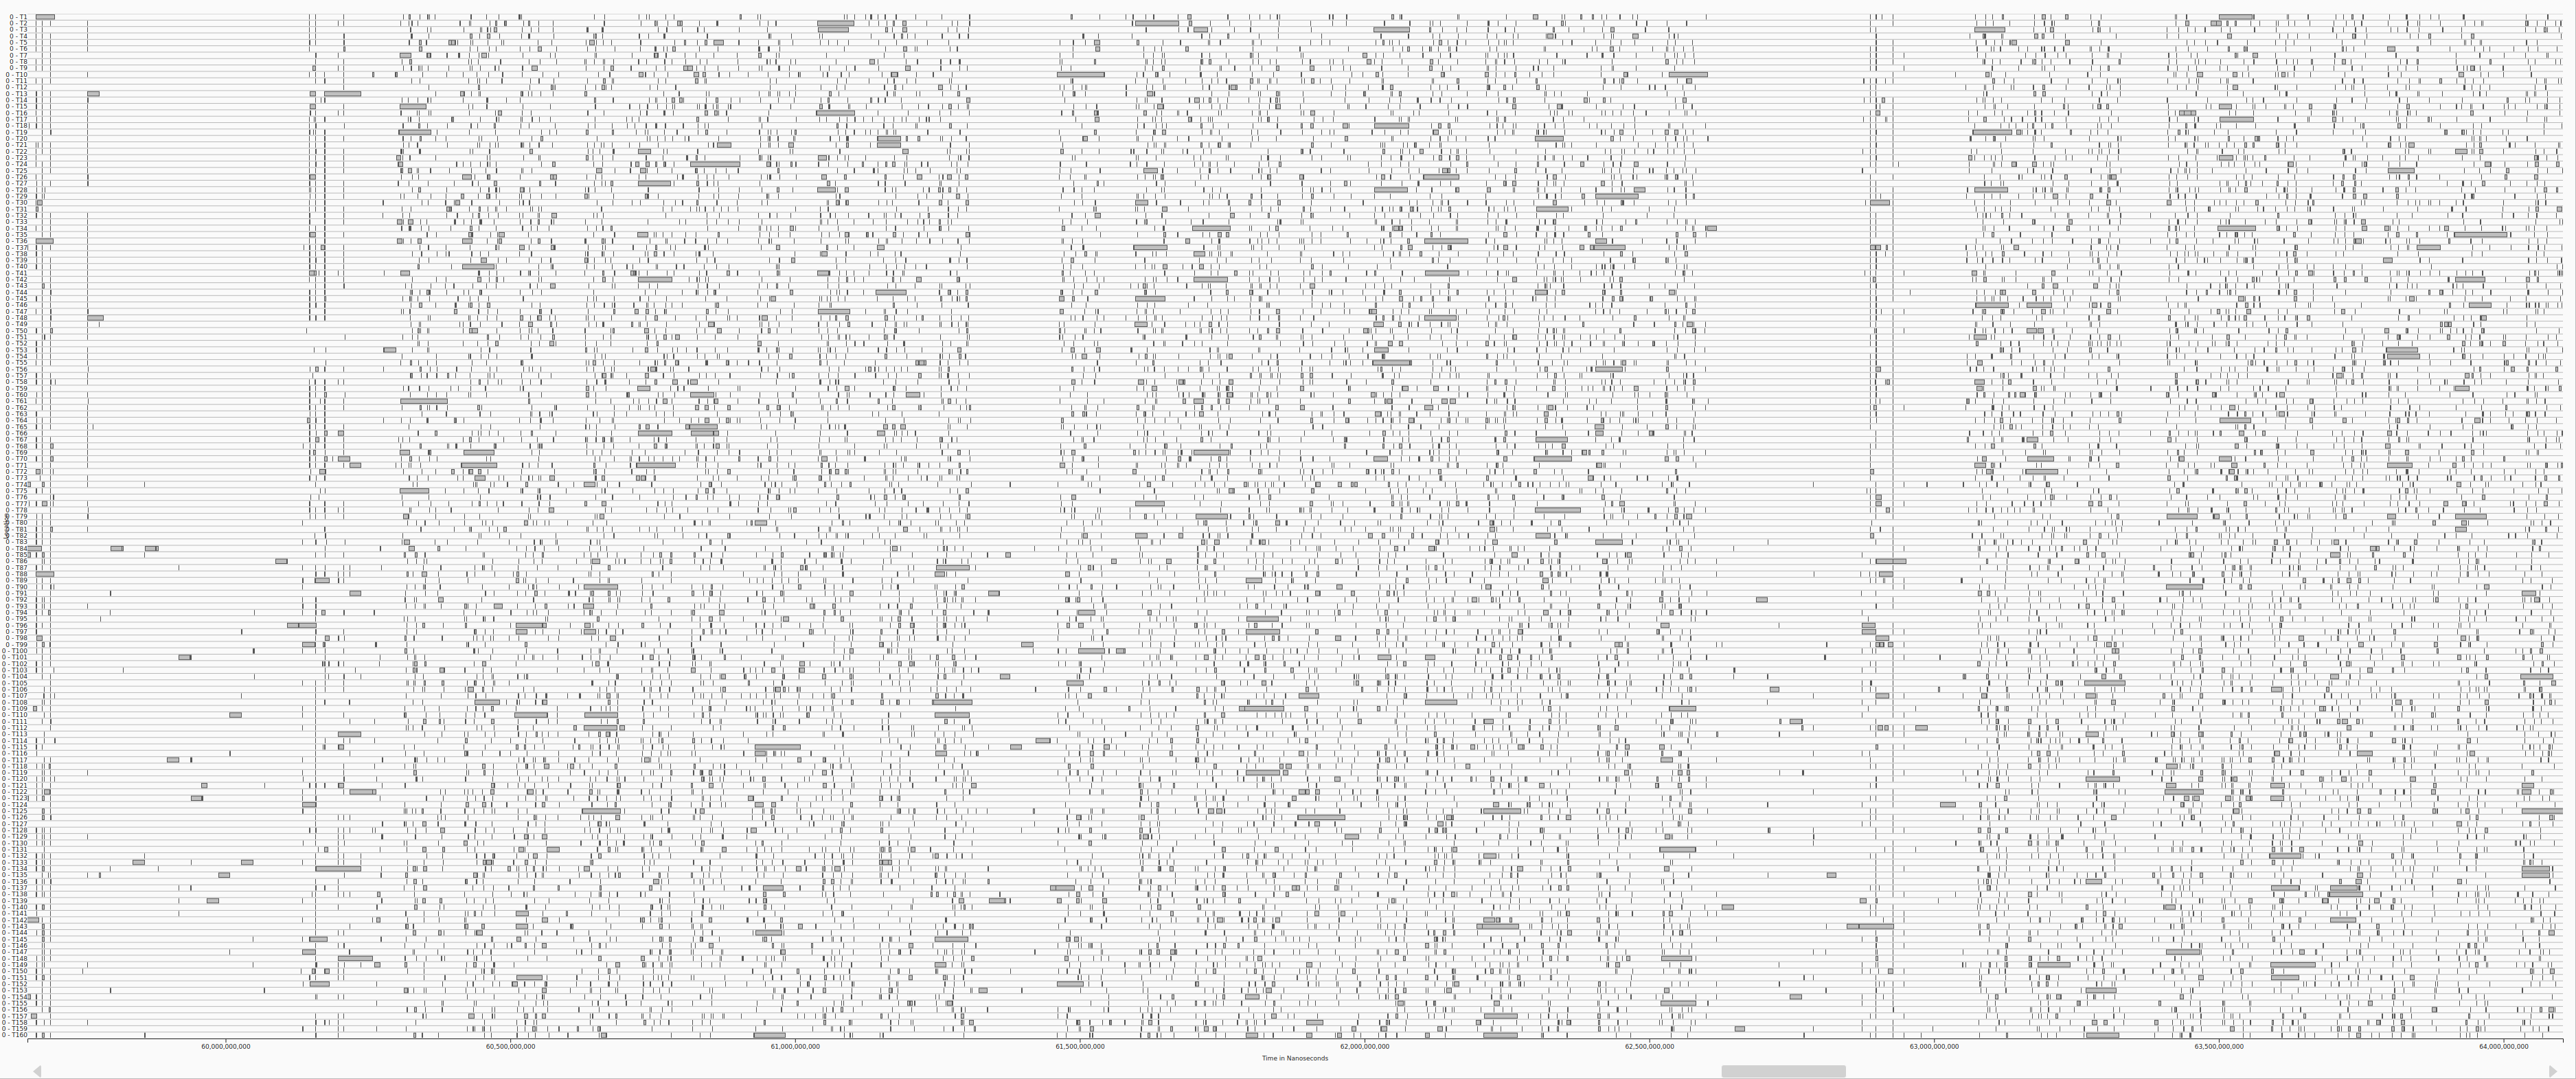 0 - T1
0 - T2
0 - T3
0 - T4
0 - T5
0 - T6
0 - T7
0 - T8
0 - T9
0 - T10
0 - T11
0 - T12
0 - T13
0 - T14
0 - T15
0 - T16
0 - T17
0 - T18
0 - T19
0 - T20
0 - T21
0 - T22
0 - T23
0 - T24
0 - T25
0 - T26
0 - T27
0 - T28
0 - T29
0 - T30
0 - T31
0 - T32
0 - T33
0 - T34
0 - T35
0 - T36
0 - T37
0 - T38
0 - T39
0 - T40
0 - T41
0 - T42
0 - T43
0 - T44
0 - T45
0 - T46
0 - T47
0 - T48
0 - T49
0 - T50
0 - T51
0 - T52
0 - T53
0 - T54
0 - T55
0 - T56
0 - T57
0 - T58
0 - T59
0 - T60
0 - T61
0 - T62
0 - T63
0 - T64
0 - T65
0 - T66
0 - T67
0 - T68
0 - T69
0 - T70
0 - T71
0 - T72
0 - T73
0 - T74
0 - T75
0 - T76
0 - T77
0 - T78
0 - T79
0 - T80
0 - T81
0 - T82
0 - T83
0 - T84
0 - T85
0 - T86
0 - T87
0 - T88
0 - T89
0 - T90
0 - T91
0 - T92
0 - T93
0 - T94
0 - T95
0 - T96
0 - T97
0 - T98
0 - T99
0 - T100
0 - T101
0 - T102
0 - T103
0 - T104
0 - T105
0 - T106
0 - T107
0 - T108
0 - T109
0 - T110
0 - T111
0 - T112
0 - T113
0 - T114
0 - T115
0 - T116
0 - T117
0 - T118
0 - T119
0 - T120
0 - T121
0 - T122
0 - T123
0 - T124
0 - T125
0 - T126
0 - T127
0 - T128
0 - T129
0 - T130
0 - T131
0 - T132
0 - T133
0 - T134
0 - T135
0 - T136
0 - T137
0 - T138
0 - T139
0 - T140
0 - T141
0 - T142
0 - T143
0 - T144
0 - T145
0 - T146
0 - T147
0 - T148
0 - T149
0 - T150
0 - T151
0 - T152
0 - T153
0 - T154
0 - T155
0 - T156
0 - T157
0 - T158
0 - T159
0 - T160
60,000,000,000 60,500,000,000 61,000,000,000 61,500,000,000 62,000,000,000 62,500,000,000 63,000,000,000 63,500,000,000 64,000,000,000
Time in Nanoseconds